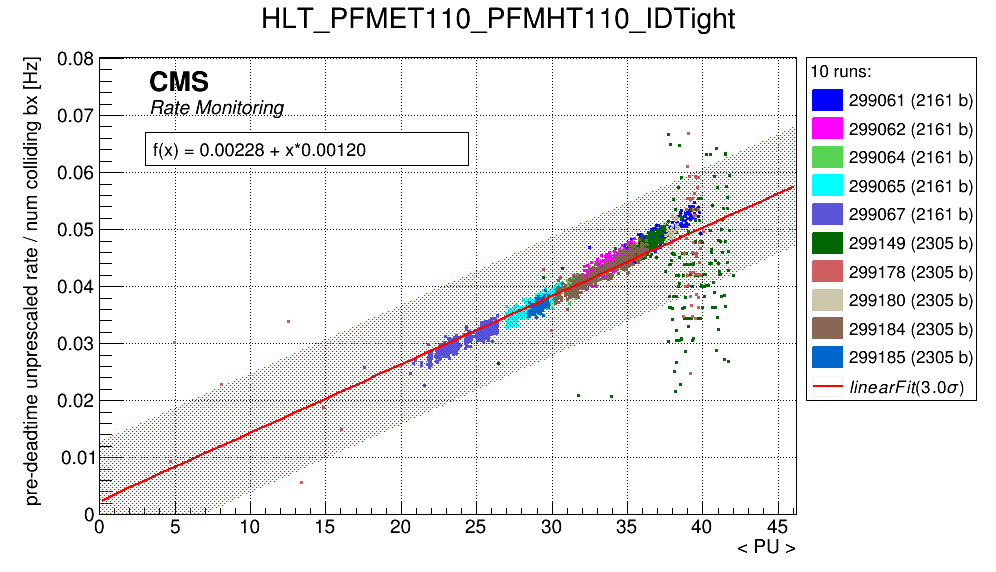 HLT_PFMET110_PFMHT110_IDTight
pre-deadtime unprescaled rate / num colliding bx [Hz]
0.08
0.07
0.06
0.05
0.04
0.03
0.02
0.01
0
CMS
Rate Monitoring
f(x) = 0.00228 + x*0.00120
0 5 10 15 20 25 30 35 40 45
< PU >
10 runs:
299061 (2161 b)
299062 (2161 b)
299064 (2161 b)
299065 (2161 b)
299067 (2161 b)
299149 (2305 b)
299178 (2305 b)
299180 (2305 b)
299184 (2305 b)
299185 (2305 b)
linearFit(3.0σ)